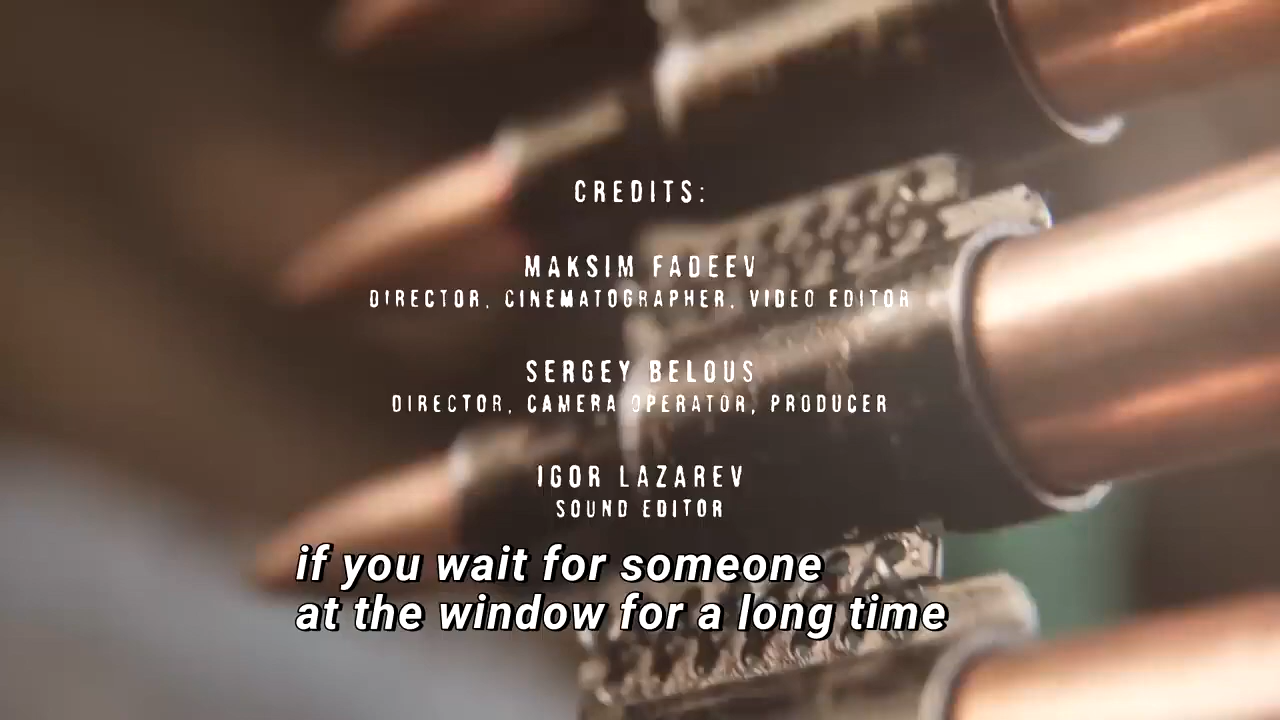 CREDITS:
MAKSIM FADEEV
DIRECTOR, CINEMATOGRAPHER, VIDEO EDITOR
SERGEY BELOUS
DIRECTOR, CAMERA OPERATOR, PRODUCER
IGOR LAZAREV
SOUND EDITOR
if you wait for someone
at the window for a long time